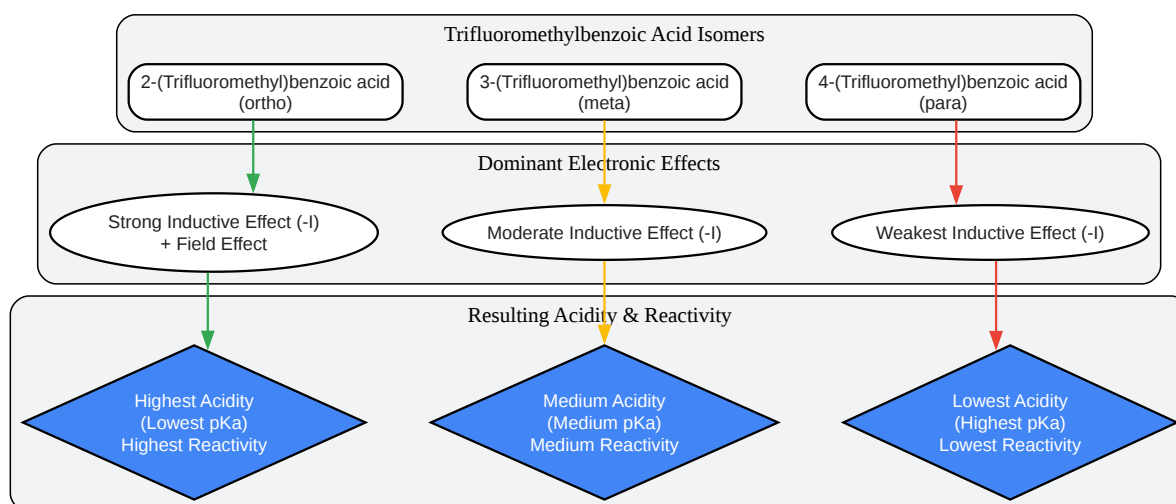 Trifluoromethylbenzoic Acid Isomers
2-(Trifluoromethyl)benzoic acid
(ortho)
3-(Trifluoromethyl)benzoic acid
(meta)
4-(Trifluoromethyl)benzoic acid
(para)
Dominant Electronic Effects
Strong Inductive Effect (-I)
+ Field Effect
Moderate Inductive Effect (-I)
Weakest Inductive Effect (-I)
Resulting Acidity & Reactivity
Highest Acidity
(Lowest pKa)
Highest Reactivity
Medium Acidity
(Medium pKa)
Medium Reactivity
Lowest Acidity
(Highest pKa)
Lowest Reactivity